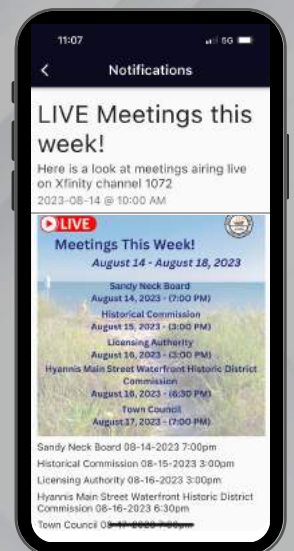 11:07
5G
Notifications
LIVE Meetings this
week!
Here is a look at meetings airing live
on Xfinity channel 1072
2023-08-14 @ 10:00 AM
LIVE
Meetings This Week!
August 14 - August 18, 2023
Sandy Neck Board
August 14, 2023 - (7:00 PM)
Historical Commission
August 15, 2023 - (3:00 PM)
Licensing Authority
August 16, 2023 - (3:00 PM)
Hyannis Main Street Waterfront Historic District
Commission
August 16, 2023 - (6:30 PM)
Town Council
August 17, 2023 - (7:00 PM)
Sandy Neck Board 08-14-2023 7:00pm
Historical Commission 08-15-2023 3:00pm
Licensing Authority 08-16-2023 3:00pm
Hyannis Main Street Waterfront Historic District
Commission 08-16-2023 6:30pm
Town Council 08-17-2023 7:00pm